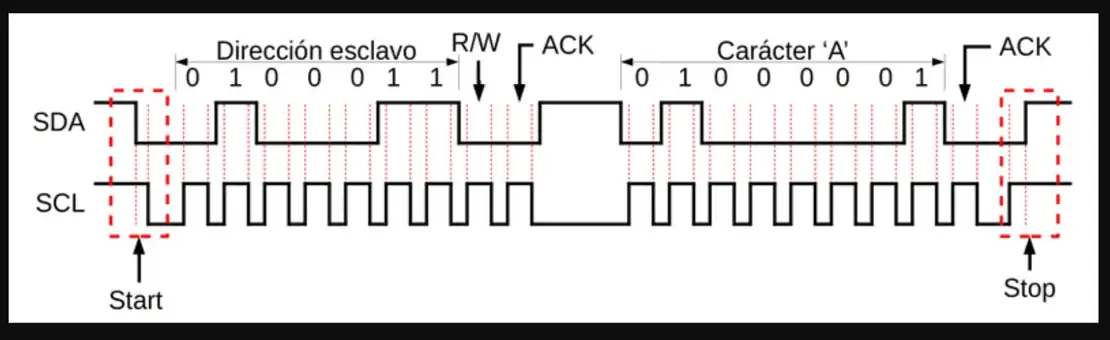 Dirección esclavo R/W ACK Carácter ‘A’ ACK
0 1 0 0 0 1 1 0 1 0 0 0 0 0 1
SDA
SCL
Start Stop